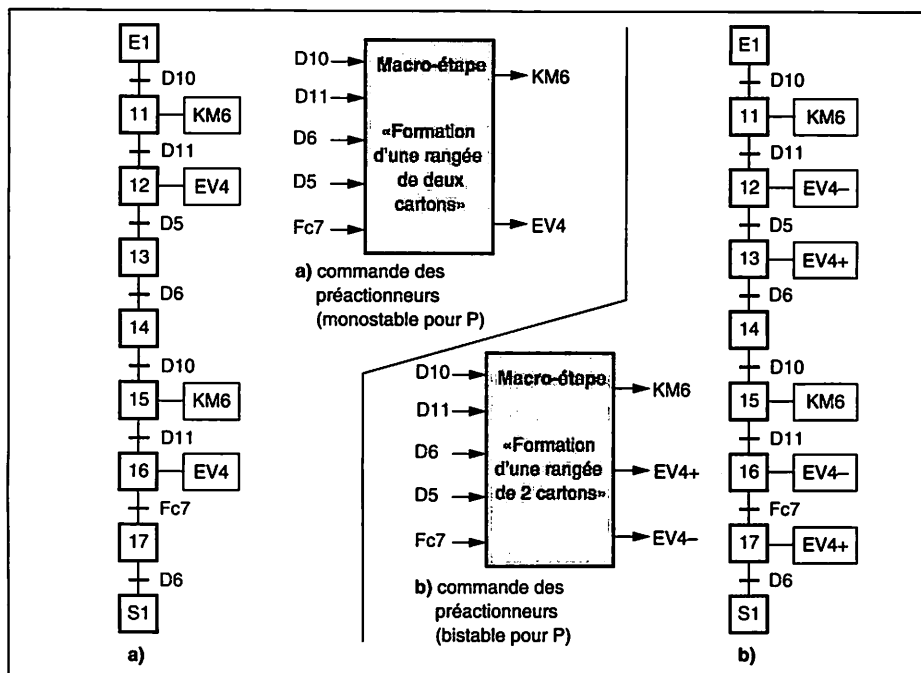 E1
D10
11
KM6
D11
12
EV4
D5
13
D6
14
D10
15
KM6
D11
16
EV4
Fc7
17
D6
S1
a)
D10
D11
D6
D5
Fc7
Macro-étape
«Formation
d'une rangée
de deux
cartons»
KM6
EV4
a) commande des
préactionneurs
(monostable pour P)
D10
D11
D6
D5
Fc7
Macro-étape
«Formation
d'une rangée
de 2 cartons»
KM6
EV4+
EV4–
b) commande des
préactionneurs
(bistable pour P)
E1
D10
11
KM6
D11
12
EV4–
D5
13
EV4+
D6
14
D10
15
KM6
D11
16
EV4–
Fc7
17
EV4+
D6
S1
b)